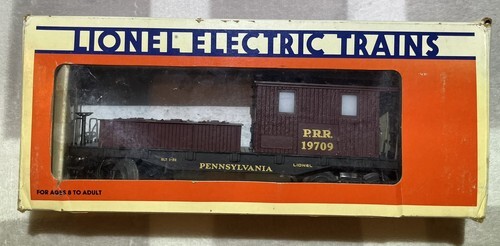 LIONEL ELECTRIC TRAINS
P.R.R.
19709
PENNSYLVANIA
LIONEL
FOR AGES 8 TO ADULT